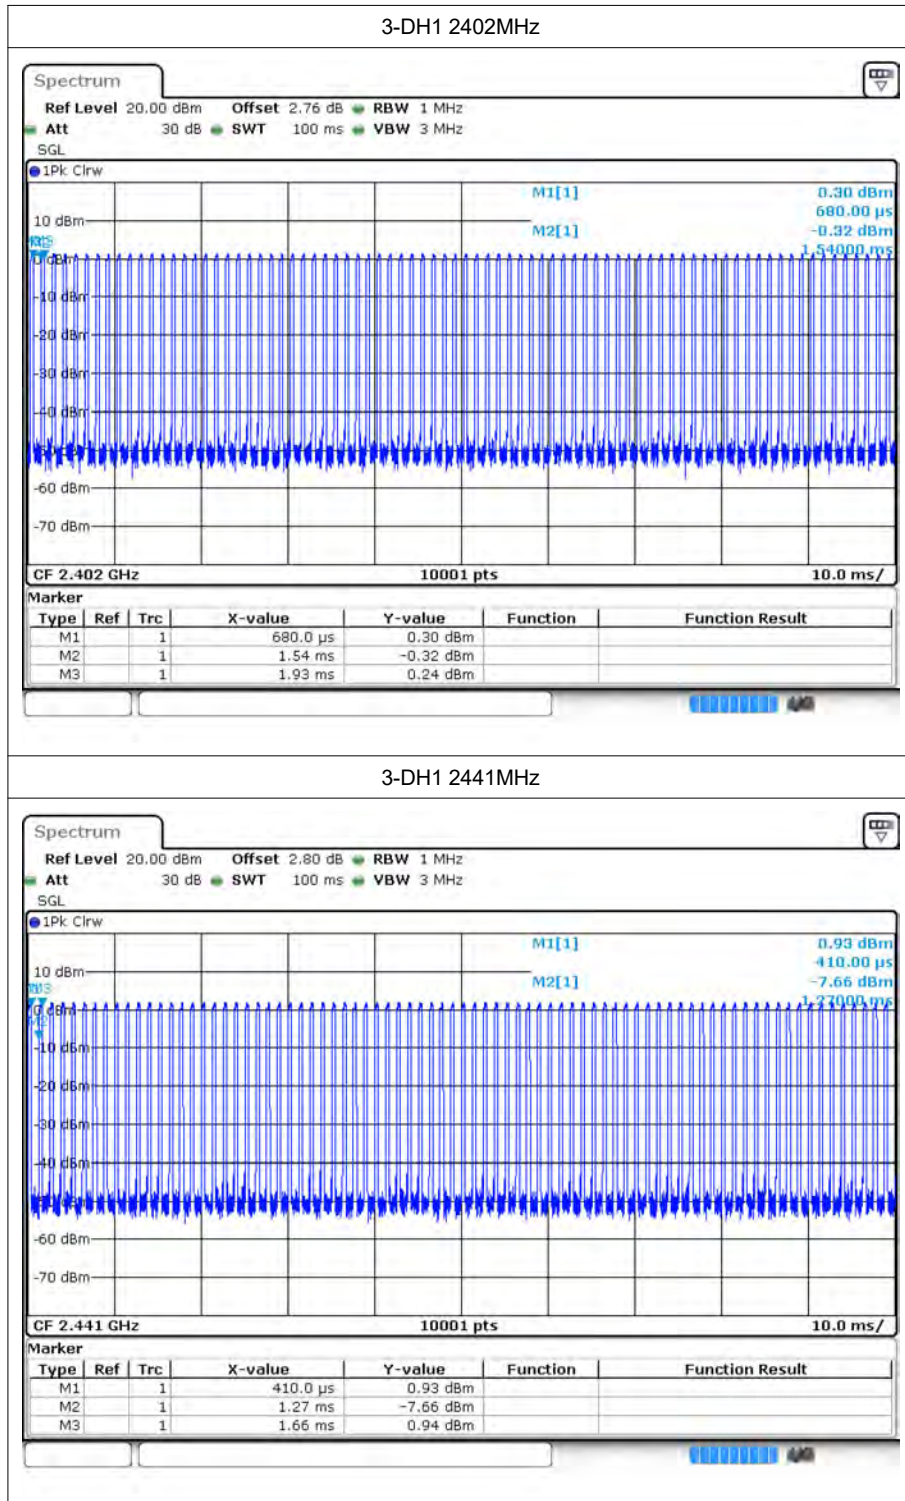 3-DH1 2402MHz
Spectrum
Ref Level 20.00 dBm Offset 2.76 dB RBW 1 MHz
Att 30 dB SWT 100 ms VBW 3 MHz
SGL
1Pk Clrw
M1[1] 0.30 dBm
680.00 µs
10 dBm
M2[1] -0.32 dBm
1.54000 ms
0 dBm
-10 dBm
-20 dBm
-30 dBm
-40 dBm
-60 dBm
-70 dBm
CF 2.402 GHz 10001 pts 10.0 ms/
Marker
Type Ref Trc X-value Y-value Function Function Result
M1 1 680.0 µs 0.30 dBm
M2 1 1.54 ms -0.32 dBm
M3 1 1.93 ms 0.24 dBm
3-DH1 2441MHz
Spectrum
Ref Level 20.00 dBm Offset 2.80 dB RBW 1 MHz
Att 30 dB SWT 100 ms VBW 3 MHz
SGL
1Pk Clrw
M1[1] 0.93 dBm
410.00 µs
10 dBm
M2[1] -7.66 dBm
1.27000 ms
0 dBm
M2
-10 dBm
-20 dBm
-30 dBm
-40 dBm
-60 dBm
-70 dBm
CF 2.441 GHz 10001 pts 10.0 ms/
Marker
Type Ref Trc X-value Y-value Function Function Result
M1 1 410.0 µs 0.93 dBm
M2 1 1.27 ms -7.66 dBm
M3 1 1.66 ms 0.94 dBm